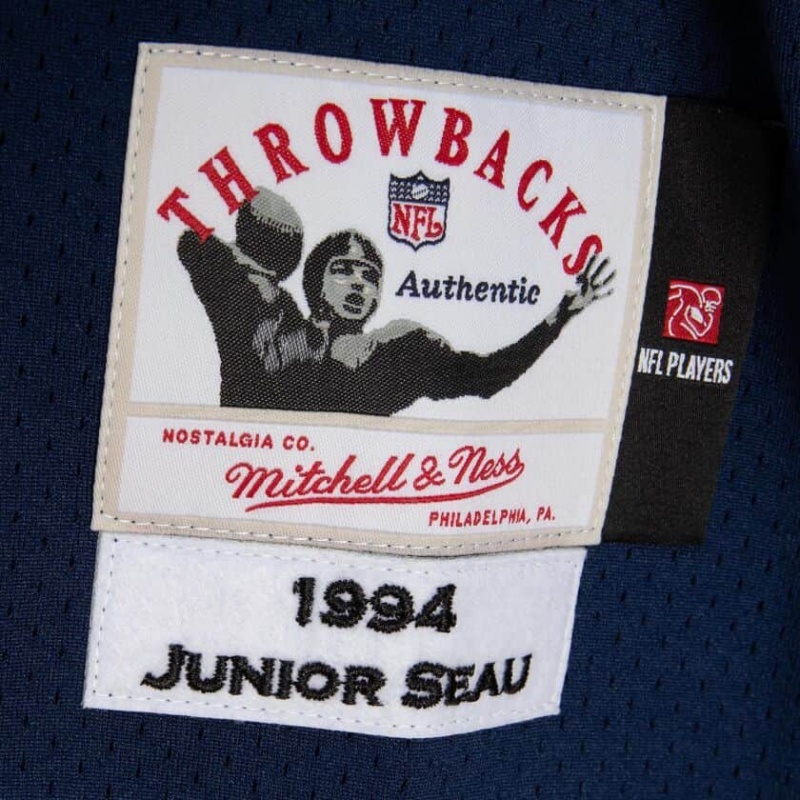 THROWBACKS
NFL
Authentic
NFL PLAYERS
NOSTALGIA CO.
Mitchell & Ness
PHILADELPHIA, PA.
1994
JUNIOR SEAU